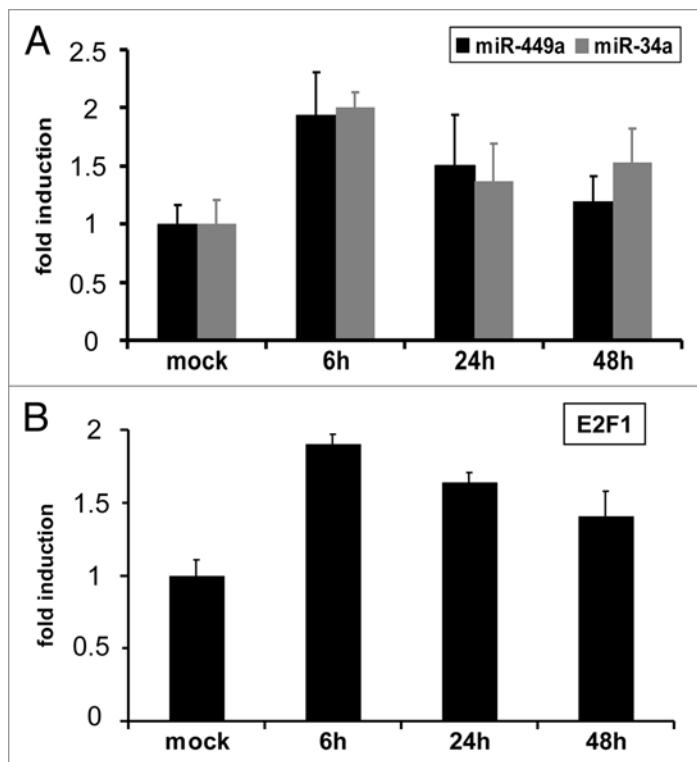 A
miR-449a miR-34a
fold induction
2.5
2
1.5
1
0.5
0
mock 6h 24h 48h
B
E2F1
fold induction
2
1.5
1
0.5
0
mock 6h 24h 48h